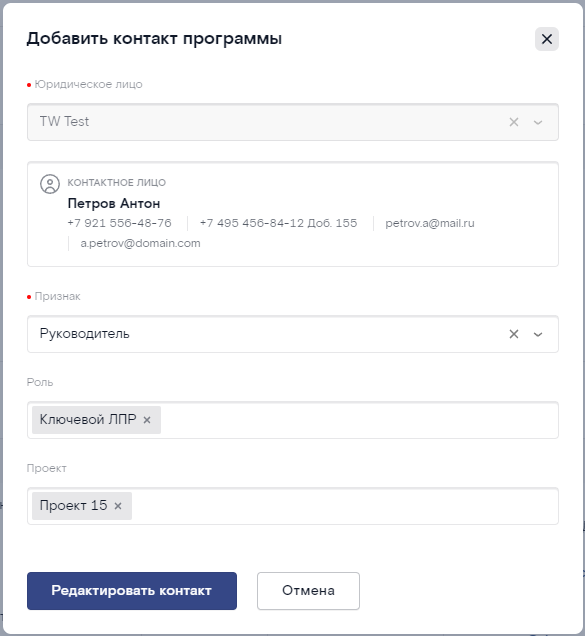 Добавить контакт программы
Юридическое лицо
TW Test
КОНТАКТНОЕ ЛИЦО
Петров Антон
+7 921 556-48-76 +7 495 456-84-12 Доб. 155 petrov.a@mail.ru
a.petrov@domain.com
Признак
Руководитель
Роль
Ключевой ЛПР
Проект
Проект 15
Редактировать контакт Отмена